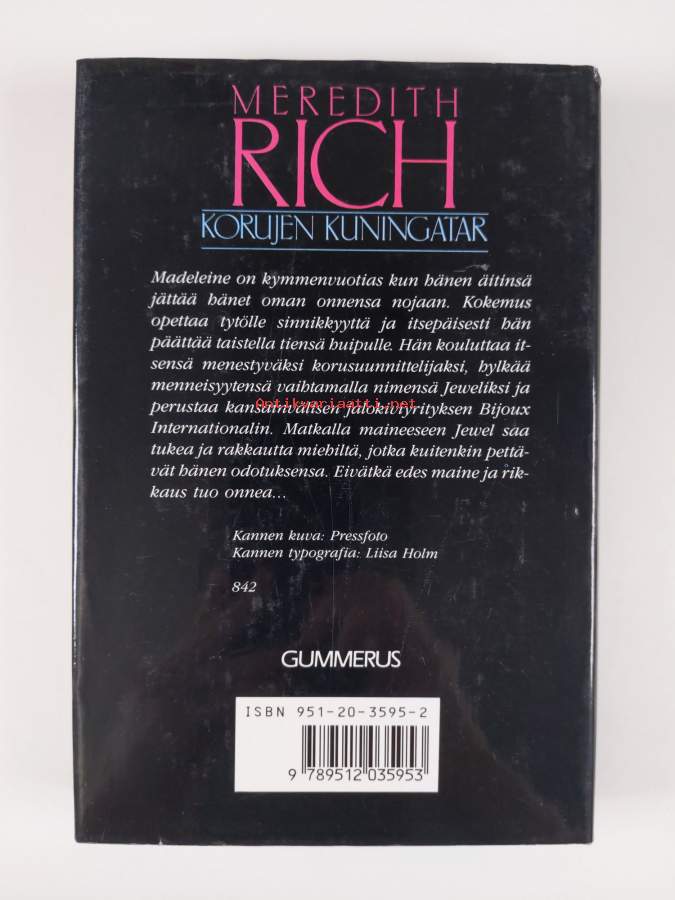 MEREDITH
RICH
KORUJEN KUNINGATAR
Madeleine on kymmenvuotias kun hänen äitinsä
jättää hänet oman onnensa nojaan. Kokemus
opettaa tytölle sinnikkyyttä ja itsepäisesti hän
päättää taistella tiensä huipulle. Hän kouluttaa it-
sensä menestyväksi korusuunnittelijaksi, hylkää
menneisyytensä vaihtamalla nimensä Jeweliksi ja
Antikvariaatti.net
perustaa kansainvälisen jalokiviyrityksen Bijoux
Internationalin. Matkalla maineeseen Jewel saa
tukea ja rakkautta miehiltä, jotka kuitenkin pettä-
vät hänen odotuksensa. Eivätkä edes maine ja rik-
kaus tuo onnea...
Kannen kuva: Pressfoto
Kannen typografia: Liisa Holm
842
GUMMERUS
ISBN 951-20-3595-2
9 789512 035953